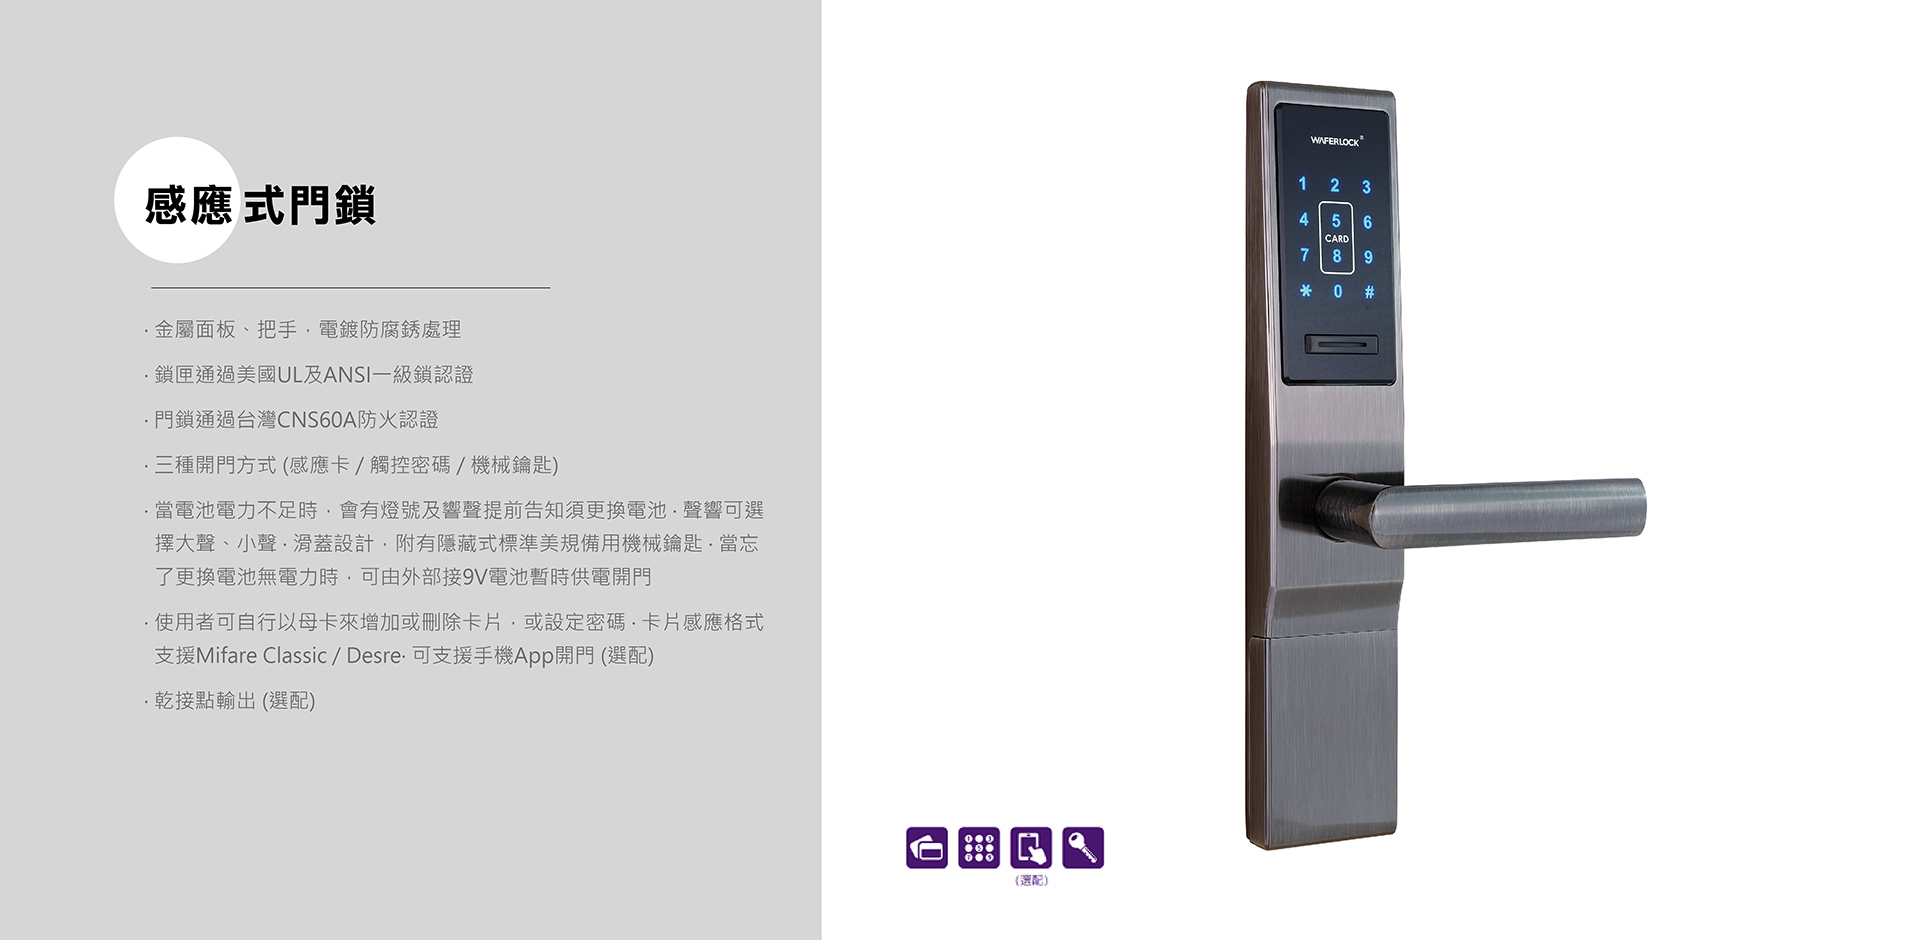 感應式門鎖
· 金屬面板、把手，電鍍防腐銹處理
· 鎖匣通過美國UL及ANSI一級鎖認證
· 門鎖通過台灣CNS60A防火認證
· 三種開門方式 (感應卡 / 觸控密碼 / 機械鑰匙)
· 當電池電力不足時，會有燈號及響聲提前告知須更換電池 · 聲響可選
擇大聲、小聲 · 滑蓋設計，附有隱藏式標準美規備用機械鑰匙 · 當忘
了更換電池無電力時，可由外部接9V電池暫時供電開門
· 使用者可自行以母卡來增加或刪除卡片，或設定密碼 · 卡片感應格式
支援Mifare Classic / Desre· 可支援手機App開門 (選配)
· 乾接點輸出 (選配)
WAFERLOCK®
1 2 3
4 5 6
CARD
7 8 9
* 0 #
(選配)